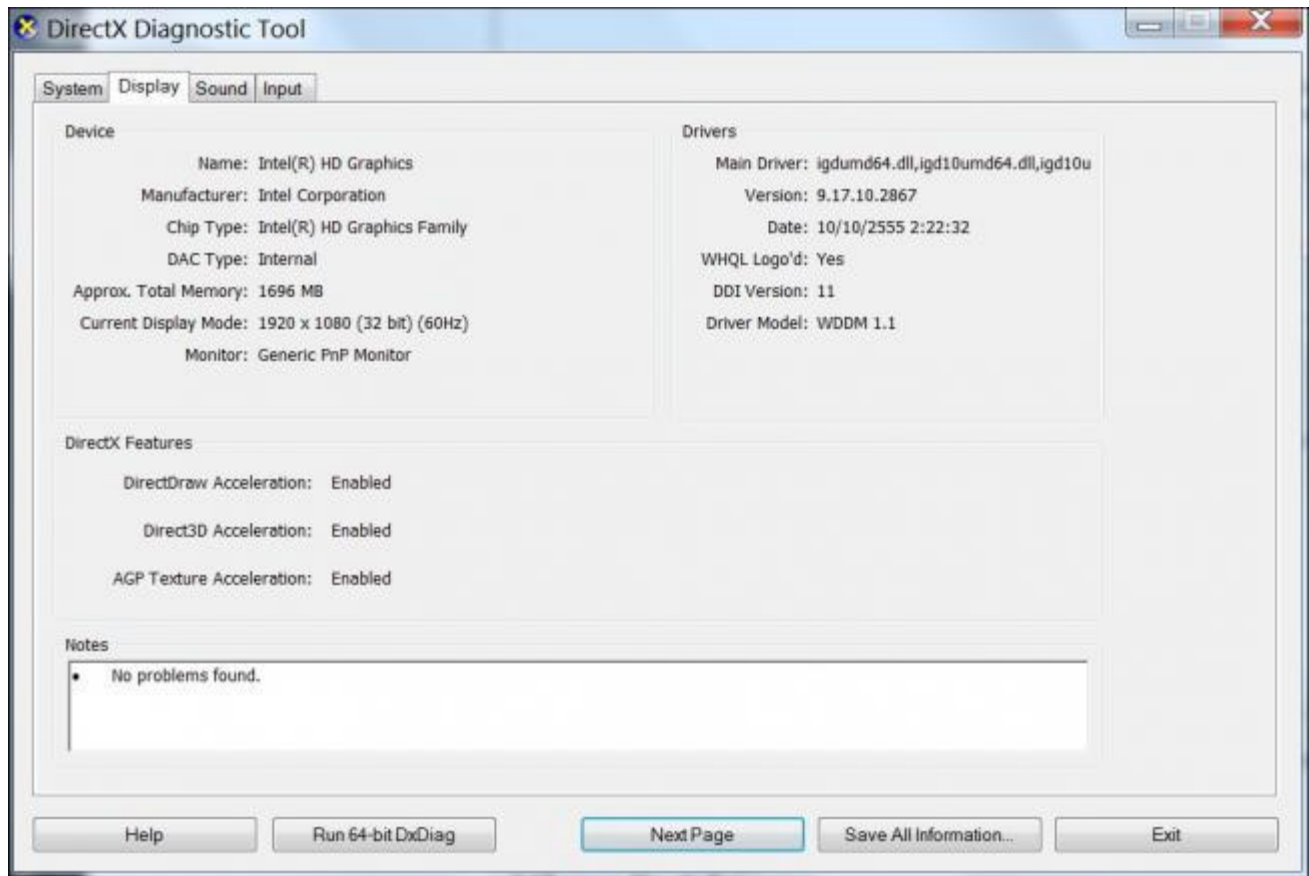 DirectX Diagnostic Tool
System Display Sound Input
Device
Name: Intel(R) HD Graphics
Manufacturer: Intel Corporation
Chip Type: Intel(R) HD Graphics Family
DAC Type: Internal
Approx. Total Memory: 1696 MB
Current Display Mode: 1920 x 1080 (32 bit) (60Hz)
Monitor: Generic PnP Monitor
Drivers
Main Driver: igdumd64.dll,igd10umd64.dll,igd10u
Version: 9.17.10.2867
Date: 10/10/2555 2:22:32
WHQL Logo'd: Yes
DDI Version: 11
Driver Model: WDDM 1.1
DirectX Features
DirectDraw Acceleration: Enabled
Direct3D Acceleration: Enabled
AGP Texture Acceleration: Enabled
Notes
• No problems found.
Help Run 64-bit DxDiag Next Page Save All Information... Exit